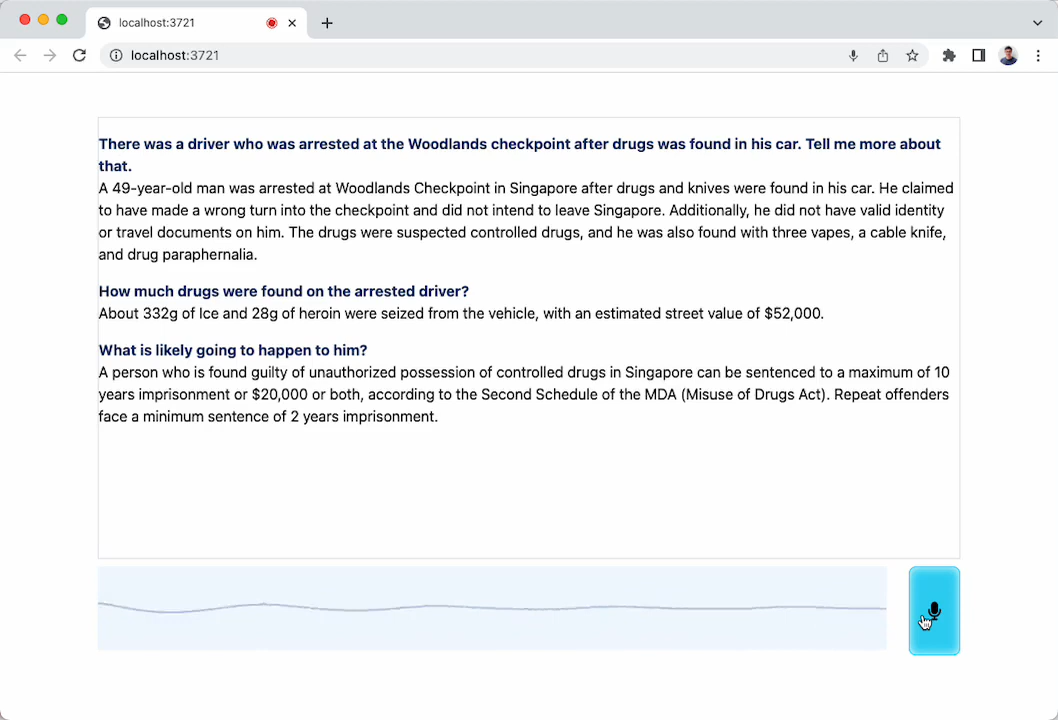 localhost:3721
localhost:3721
There was a driver who was arrested at the Woodlands checkpoint after drugs was found in his car. Tell me more about
that.
A 49-year-old man was arrested at Woodlands Checkpoint in Singapore after drugs and knives were found in his car. He claimed
to have made a wrong turn into the checkpoint and did not intend to leave Singapore. Additionally, he did not have valid identity
or travel documents on him. The drugs were suspected controlled drugs, and he was also found with three vapes, a cable knife,
and drug paraphernalia.
How much drugs were found on the arrested driver?
About 332g of Ice and 28g of heroin were seized from the vehicle, with an estimated street value of $52,000.
What is likely going to happen to him?
A person who is found guilty of unauthorized possession of controlled drugs in Singapore can be sentenced to a maximum of 10
years imprisonment or $20,000 or both, according to the Second Schedule of the MDA (Misuse of Drugs Act). Repeat offenders
face a minimum sentence of 2 years imprisonment.